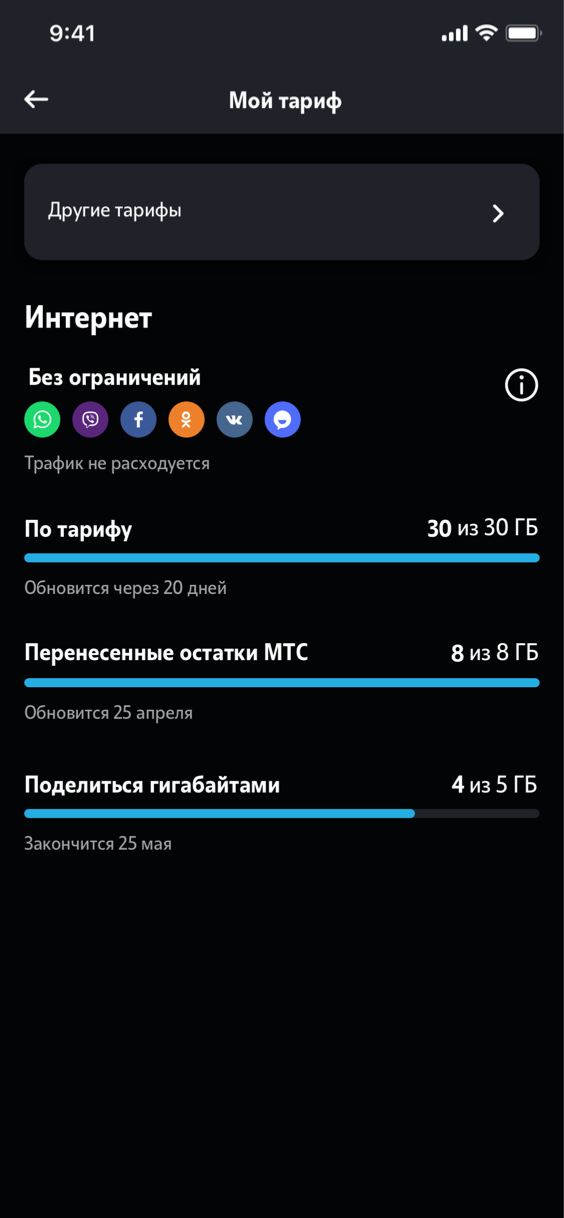 9:41
Мой тариф
Другие тарифы
Интернет
Без ограничений
Трафик не расходуется
По тарифу 30 из 30 ГБ
Обновится через 20 дней
Перенесенные остатки МТС 8 из 8 ГБ
Обновится 25 апреля
Поделиться гигабайтами 4 из 5 ГБ
Закончится 25 мая